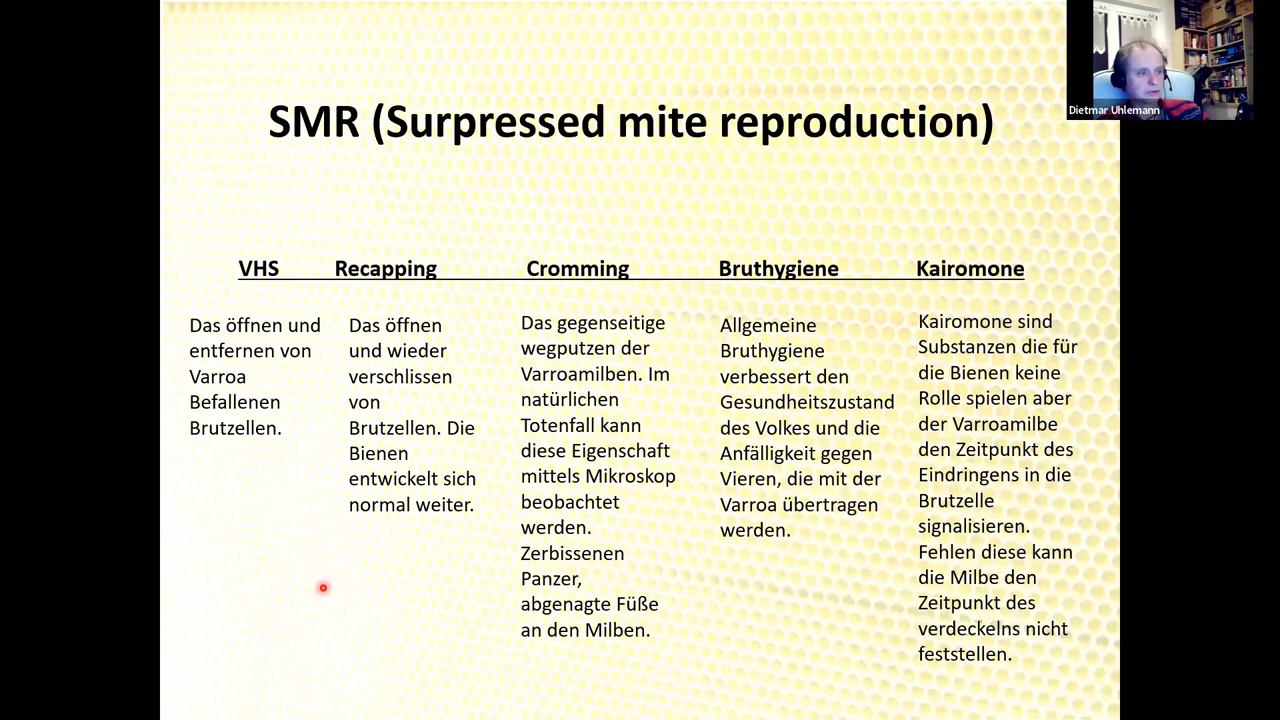 SMR (Surpressed mite reproduction)
Dietmar Uhlemann
VHS Recapping Cromming Bruthygiene Kairomone
Das öffnen und
entfernen von
Varroa
Befallenen
Brutzellen.
Das öffnen
und wieder
verschlissen
von
Brutzellen. Die
Bienen
entwickelt sich
normal weiter.
Das gegenseitige
wegputzen der
Varroamilben. Im
natürlichen
Totenfall kann
diese Eigenschaft
mittels Mikroskop
beobachtet
werden.
Zerbissenen
Panzer,
abgenagte Füße
an den Milben.
Allgemeine
Bruthygiene
verbessert den
Gesundheitszustand
des Volkes und die
Anfälligkeit gegen
Vieren, die mit der
Varroa übertragen
werden.
Kairomone sind
Substanzen die für
die Bienen keine
Rolle spielen aber
der Varroamilbe
den Zeitpunkt des
Eindringens in die
Brutzelle
signalisieren.
Fehlen diese kann
die Milbe den
Zeitpunkt des
verdeckelns nicht
feststellen.